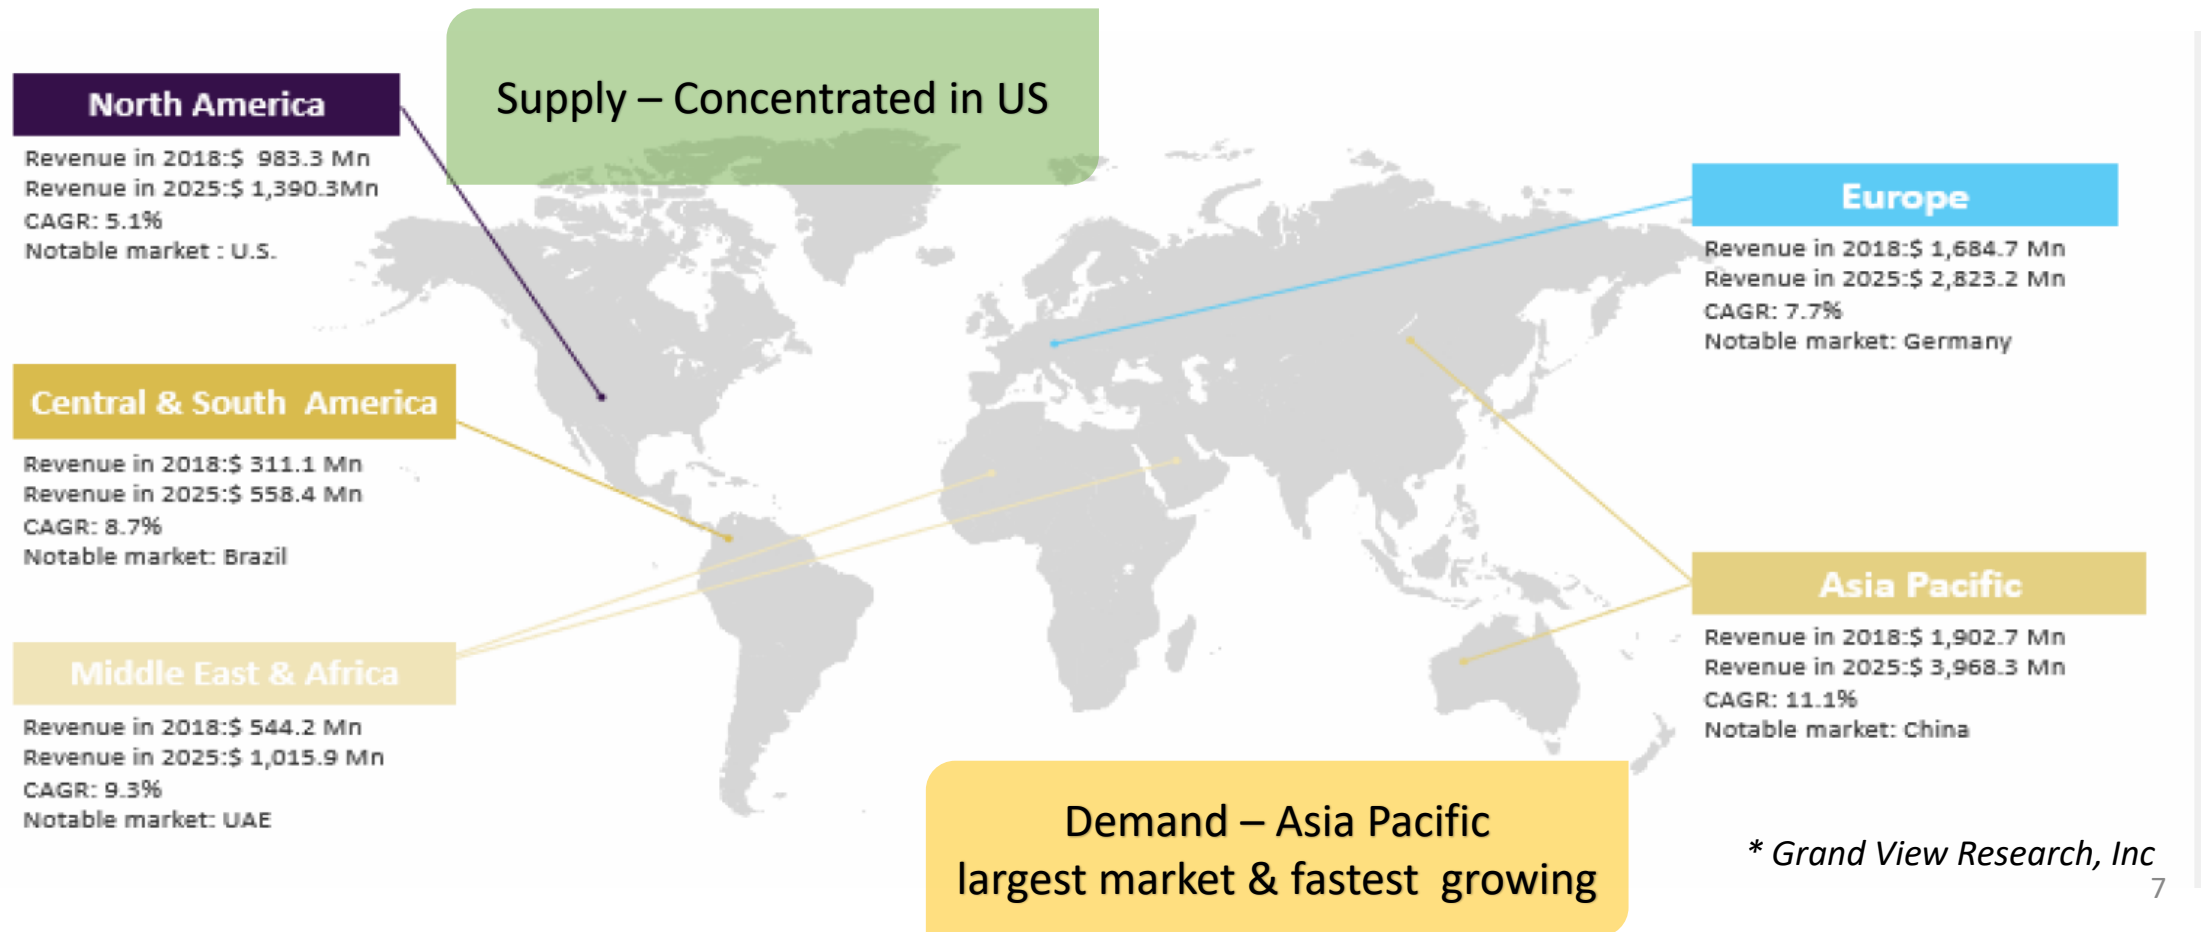 Supply – Concentrated in US
North America
Revenue in 2018:$ 983.3 Mn
Revenue in 2025:$ 1,390.3Mn
CAGR: 5.1%
Notable market : U.S.
Central & South America
Revenue in 2018:$ 311.1 Mn
Revenue in 2025:$ 558.4 Mn
CAGR: 8.7%
Notable market: Brazil
Middle East & Africa
Revenue in 2018:$ 544.2 Mn
Revenue in 2025:$ 1,015.9 Mn
CAGR: 9.3%
Notable market: UAE
Europe
Revenue in 2018:$ 1,684.7 Mn
Revenue in 2025:$ 2,823.2 Mn
CAGR: 7.7%
Notable market: Germany
Asia Pacific
Revenue in 2018:$ 1,902.7 Mn
Revenue in 2025:$ 3,968.3 Mn
CAGR: 11.1%
Notable market: China
Demand – Asia Pacific
largest market & fastest growing
* Grand View Research, Inc
7